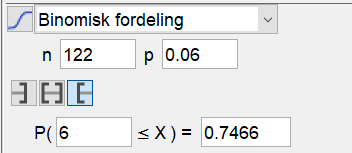 Binomisk fordeling
n 122 p 0.06
P( 6 ≤ X ) = 0.7466